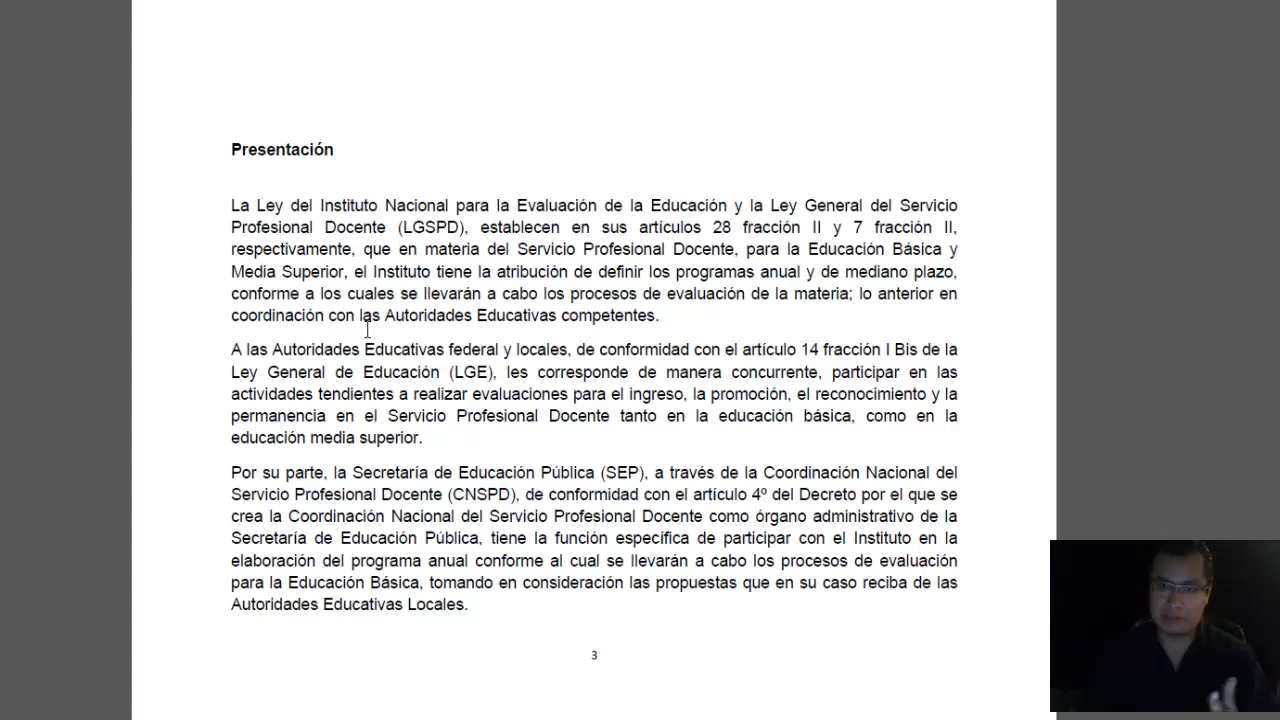 Presentación
La Ley del Instituto Nacional para la Evaluación de la Educación y la Ley General del Servicio
Profesional Docente (LGSPD), establecen en sus artículos 28 fracción II y 7 fracción II,
respectivamente, que en materia del Servicio Profesional Docente, para la Educación Básica y
Media Superior, el Instituto tiene la atribución de definir los programas anual y de mediano plazo,
conforme a los cuales se llevarán a cabo los procesos de evaluación de la materia; lo anterior en
coordinación con las Autoridades Educativas competentes.
A las Autoridades Educativas federal y locales, de conformidad con el artículo 14 fracción I Bis de la
Ley General de Educación (LGE), les corresponde de manera concurrente, participar en las
actividades tendientes a realizar evaluaciones para el ingreso, la promoción, el reconocimiento y la
permanencia en el Servicio Profesional Docente tanto en la educación básica, como en la
educación media superior.
Por su parte, la Secretaría de Educación Pública (SEP), a través de la Coordinación Nacional del
Servicio Profesional Docente (CNSPD), de conformidad con el artículo 4º del Decreto por el que se
crea la Coordinación Nacional del Servicio Profesional Docente como órgano administrativo de la
Secretaría de Educación Pública, tiene la función específica de participar con el Instituto en la
elaboración del programa anual conforme al cual se llevarán a cabo los procesos de evaluación
para la Educación Básica, tomando en consideración las propuestas que en su caso reciba de las
Autoridades Educativas Locales.
3